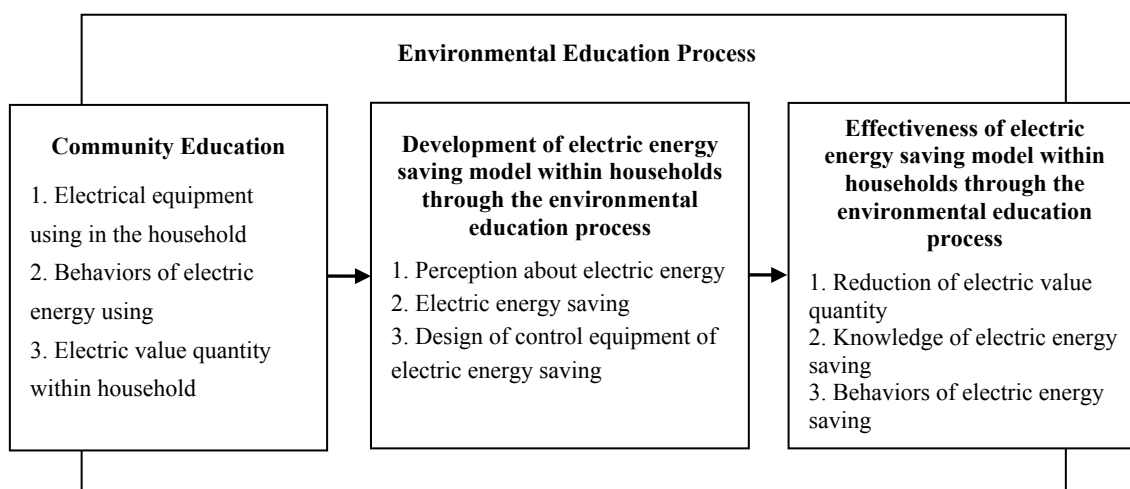 Environmental Education Process
Community Education
1. Electrical equipment
using in the household
2. Behaviors of electric
energy using
3. Electric value quantity
within household
Development of electric energy
saving model within households
through the environmental
education process
1. Perception about electric energy
2. Electric energy saving
3. Design of control equipment of
electric energy saving
Effectiveness of electric
energy saving model within
households through the
environmental education
process
1. Reduction of electric value
quantity
2. Knowledge of electric energy
saving
3. Behaviors of electric energy
saving